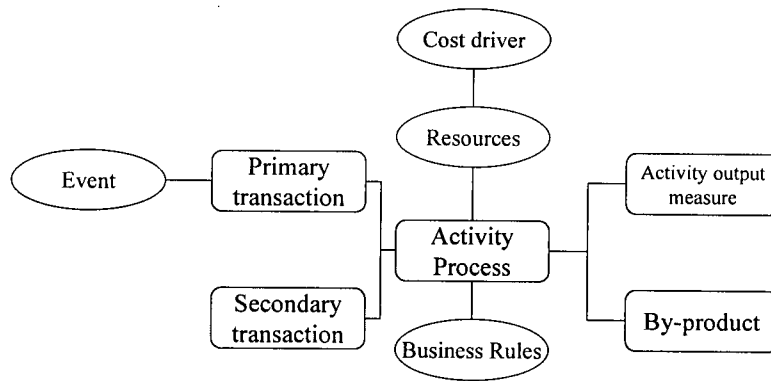 Cost driver
Resources
Event
Primary
transaction
Activity output
measure
Activity
Process
Secondary
transaction
By-product
Business Rules